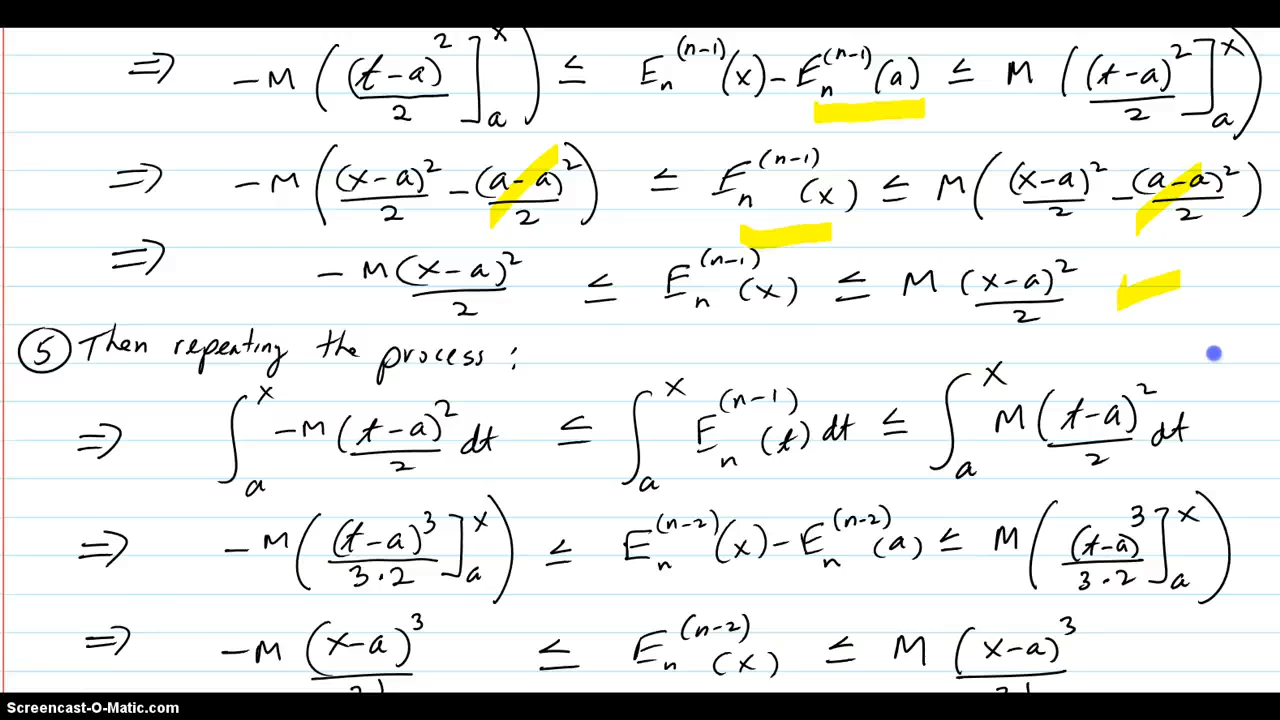 ⇒ -M ( (t-a)²/2 ]ₐˣ ) ≤ Eₙ⁽ⁿ⁻¹⁾(x) - Eₙ⁽ⁿ⁻¹⁾(a) ≤ M ( (t-a)²/2 ]ₐˣ )
⇒ -M ( (x-a)²/2 - (a-a)²/2 ) ≤ Eₙ⁽ⁿ⁻¹⁾(x) ≤ M ( (x-a)²/2 - (a-a)²/2 )
⇒ -M (x-a)²/2 ≤ Eₙ⁽ⁿ⁻¹⁾(x) ≤ M (x-a)²/2
⑤ Then repeating the process :
⇒ ∫ₐˣ -M (t-a)²/2 dt ≤ ∫ₐˣ Eₙ⁽ⁿ⁻¹⁾(t) dt ≤ ∫ₐˣ M (t-a)²/2 dt
⇒ -M ( (t-a)³/3·2 ]ₐˣ ) ≤ Eₙ⁽ⁿ⁻²⁾(x) - Eₙ⁽ⁿ⁻²⁾(a) ≤ M ( (t-a)³/3·2 ]ₐˣ )
⇒ -M (x-a)³ ≤ Eₙ⁽ⁿ⁻²⁾(x) ≤ M (x-a)³
Screencast-O-Matic.com